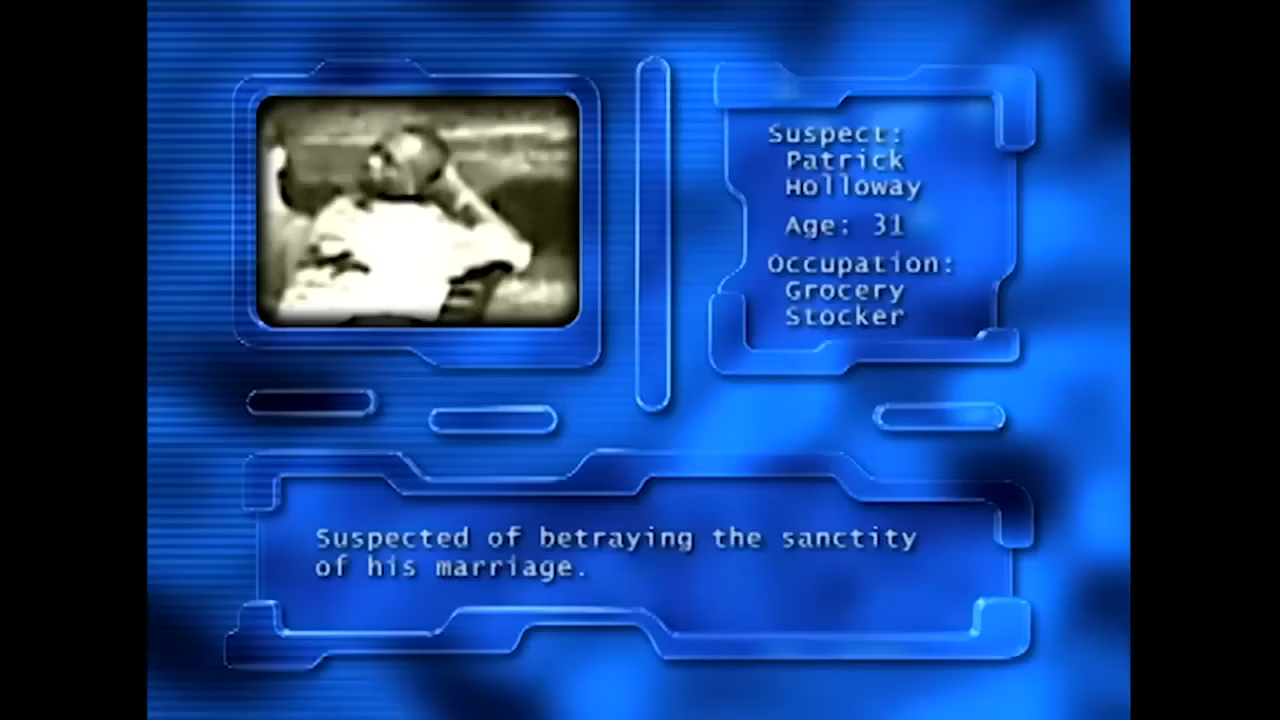 Suspect:
Patrick
Holloway
Age: 31
Occupation:
Grocery
Stocker
Suspected of betraying the sanctity
of his marriage.